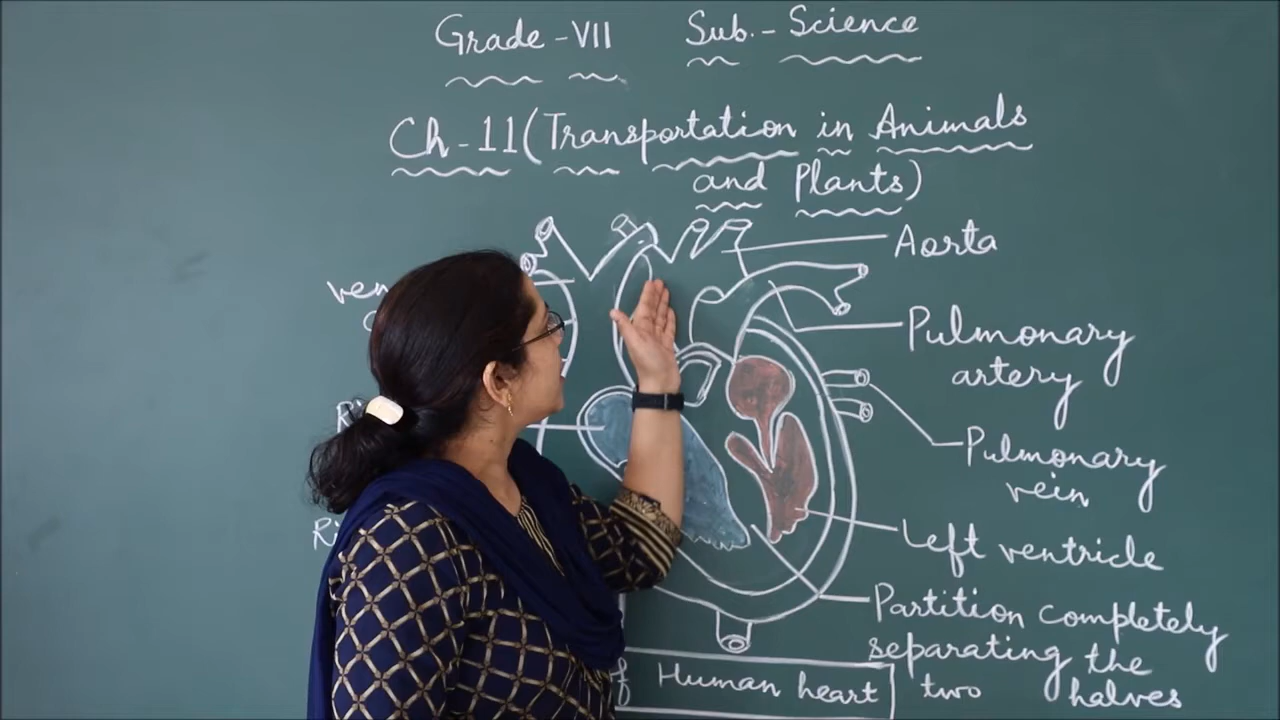 Grade - VII Sub. - Science
Ch - 11 (Transportation in Animals
and Plants)
Aorta
Pulmonary
artery
Pulmonary
vein
Left ventricle
Partition completely
separating the
two halves
Human heart